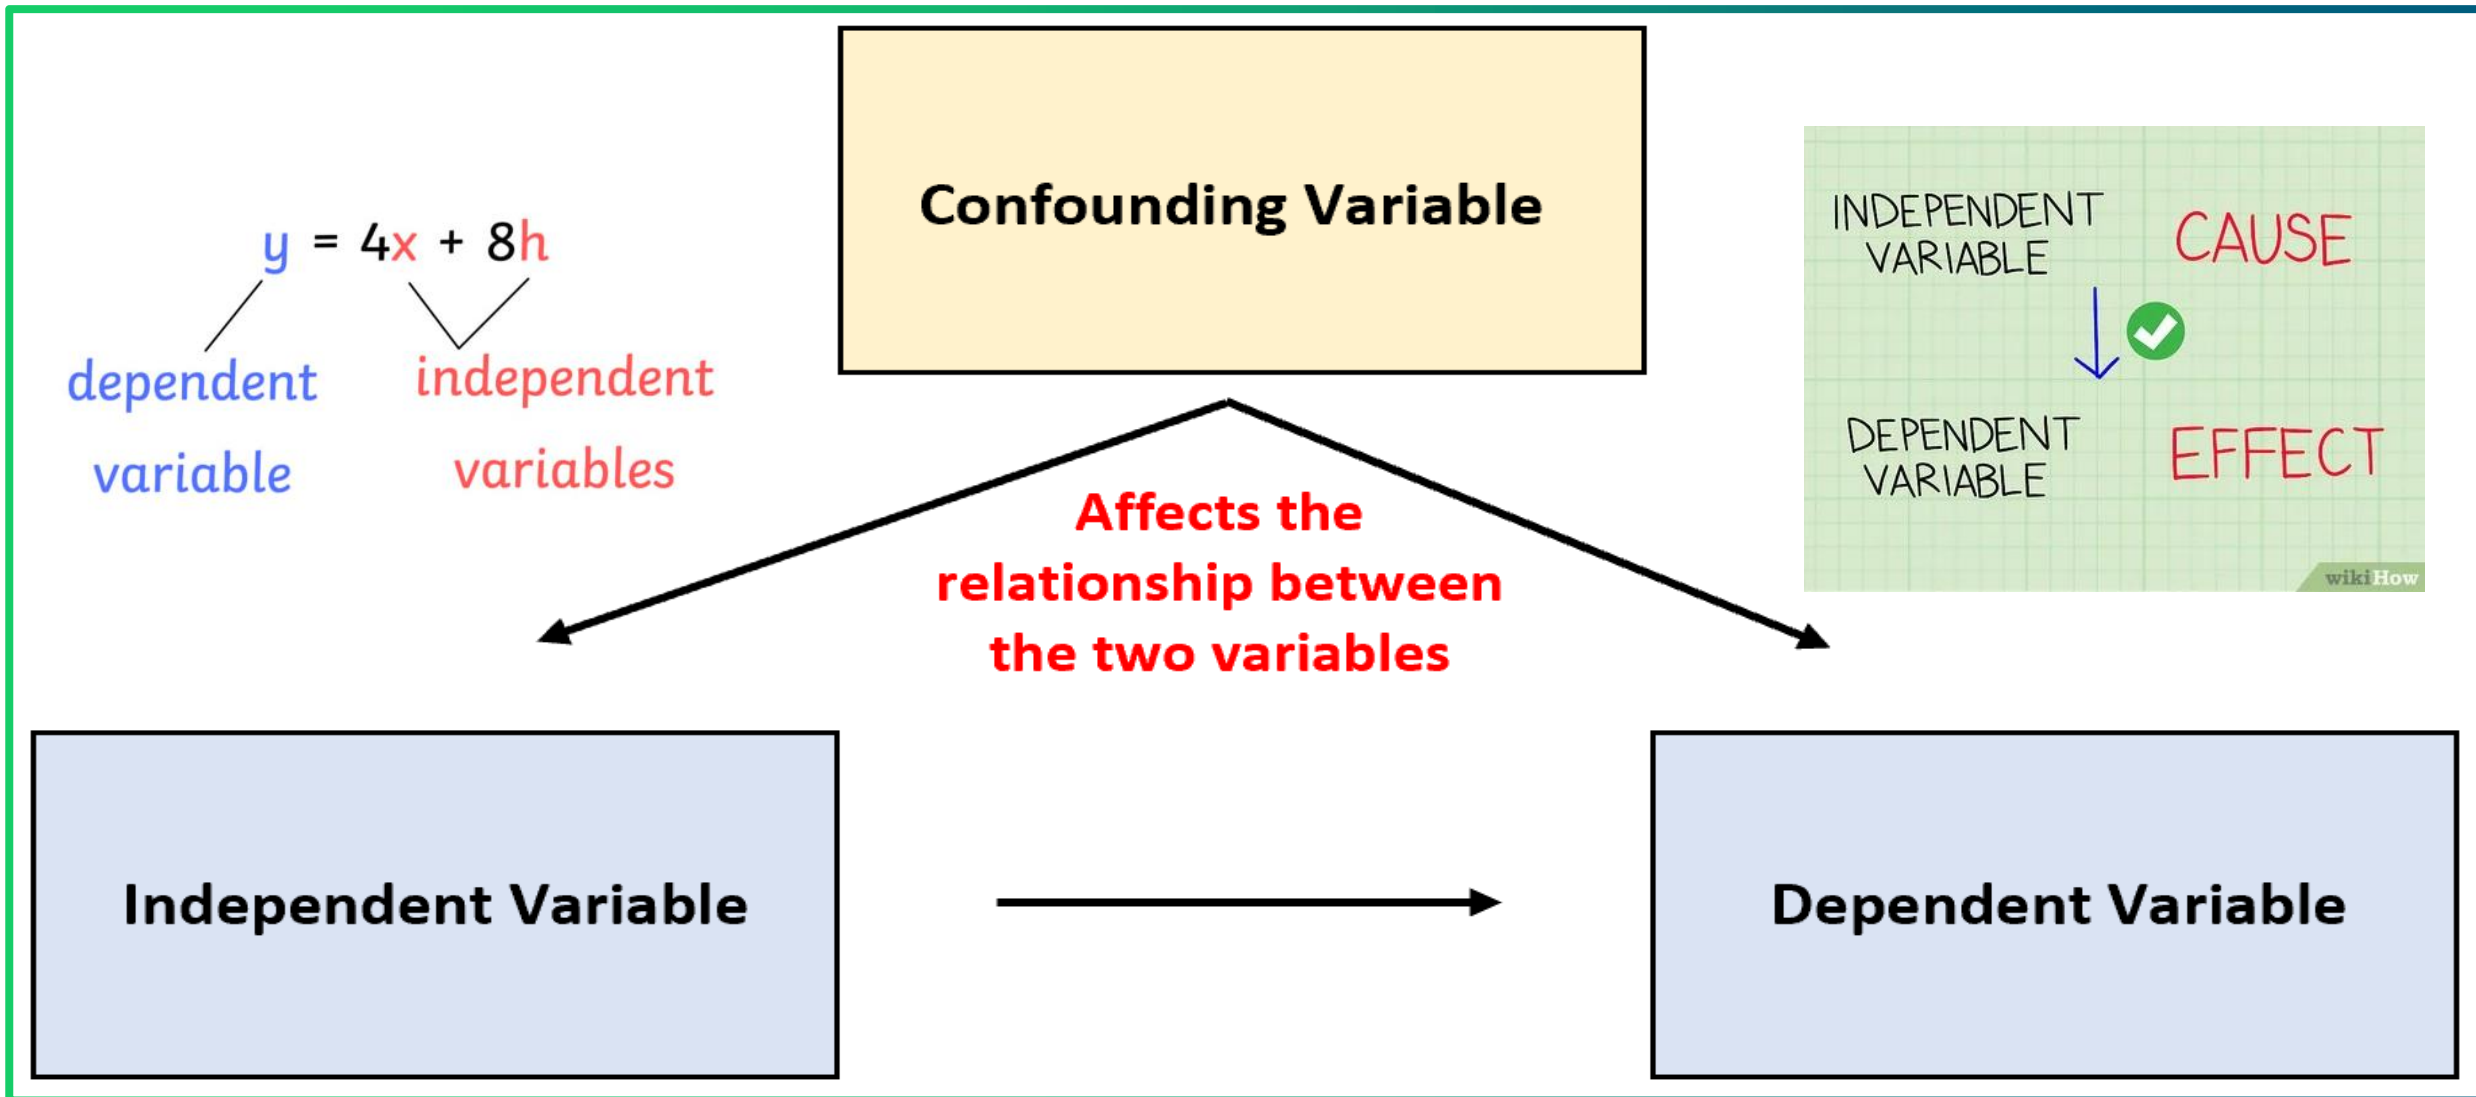 Confounding Variable
y = 4x + 8h
dependent
variable
independent
variables
INDEPENDENT
VARIABLE
CAUSE
DEPENDENT
VARIABLE
EFFECT
wikiHow
Affects the
relationship between
the two variables
Independent Variable
Dependent Variable